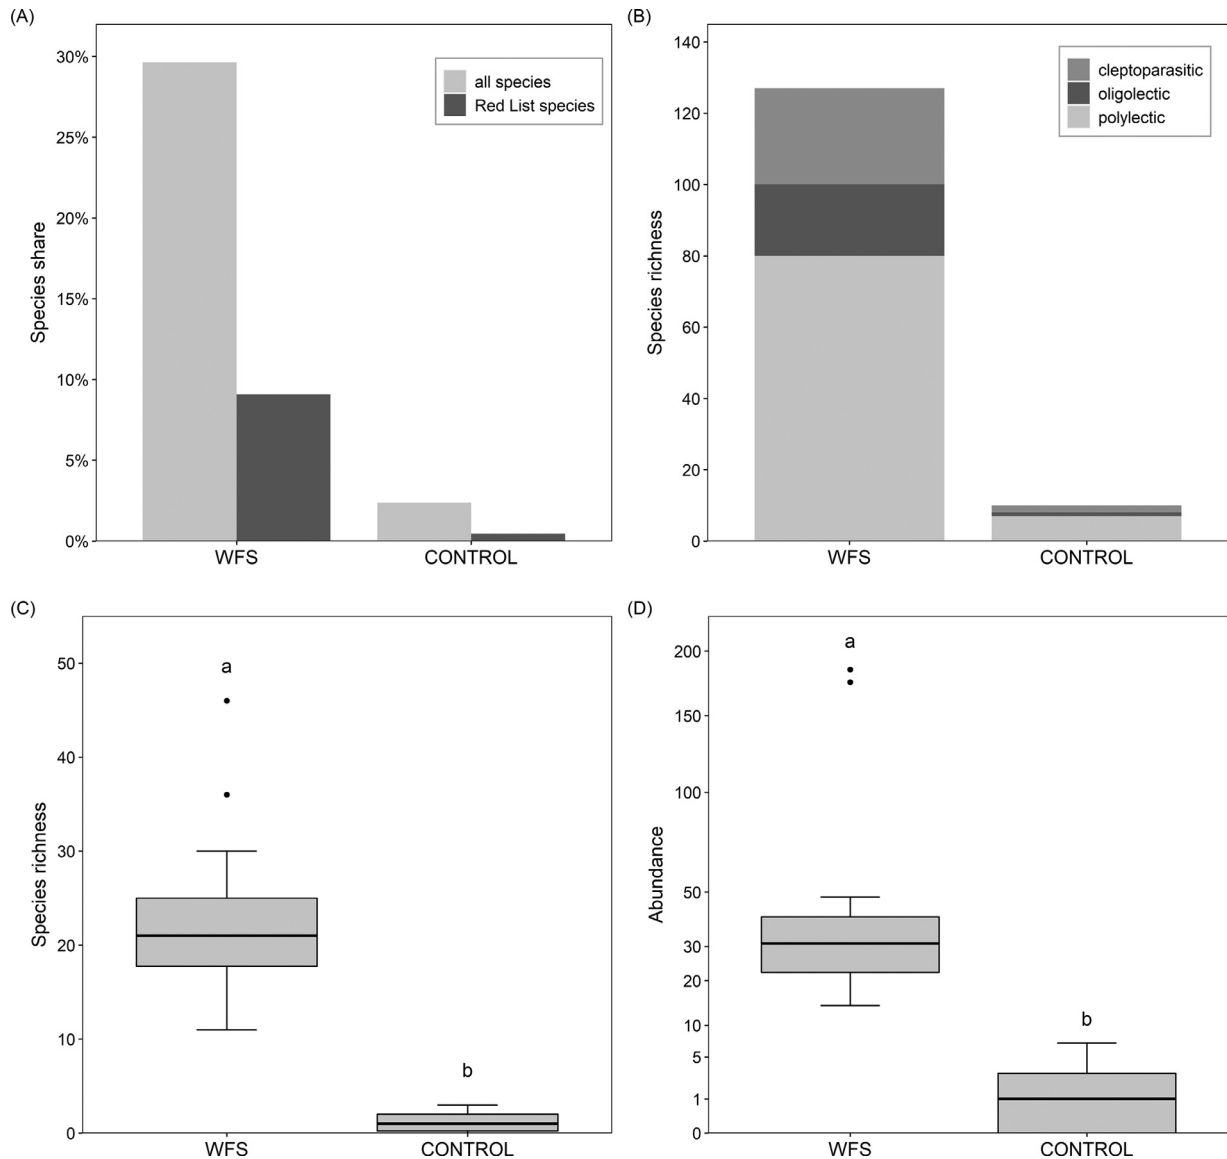 (A)
Species share
30%
25%
20%
15%
10%
5%
0%
all species
Red List species
WFS
CONTROL
(B)
Species richness
140
120
100
80
60
40
20
0
cleptoparasitic
oligolectic
polylectic
WFS
CONTROL
(C)
Species richness
50
40
30
20
10
0
a
b
WFS
CONTROL
(D)
Abundance
200
150
100
50
30
20
10
5
1
0
a
b
WFS
CONTROL